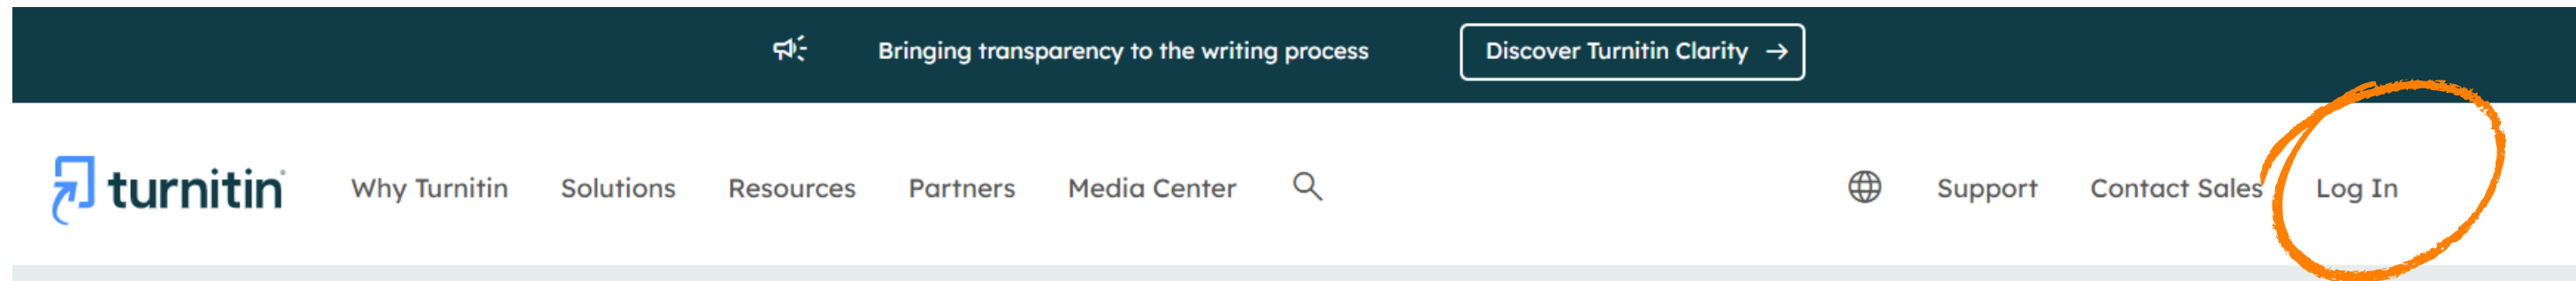 Bringing transparency to the writing process Discover Turnitin Clarity →
turnitin Why Turnitin Solutions Resources Partners Media Center Support Contact Sales Log In